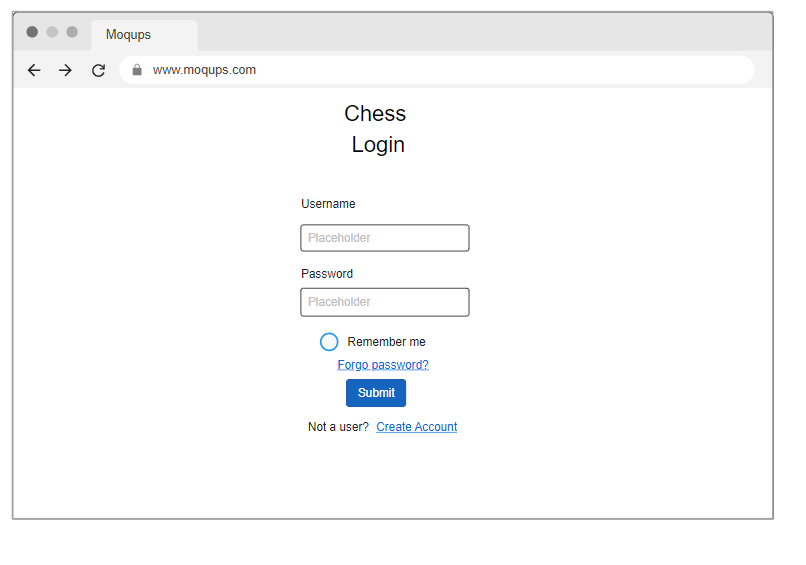 Moqups
www.moqups.com
Chess
Login
Username
Placeholder
Password
Placeholder
Remember me
Forgo password?
Submit
Not a user? Create Account